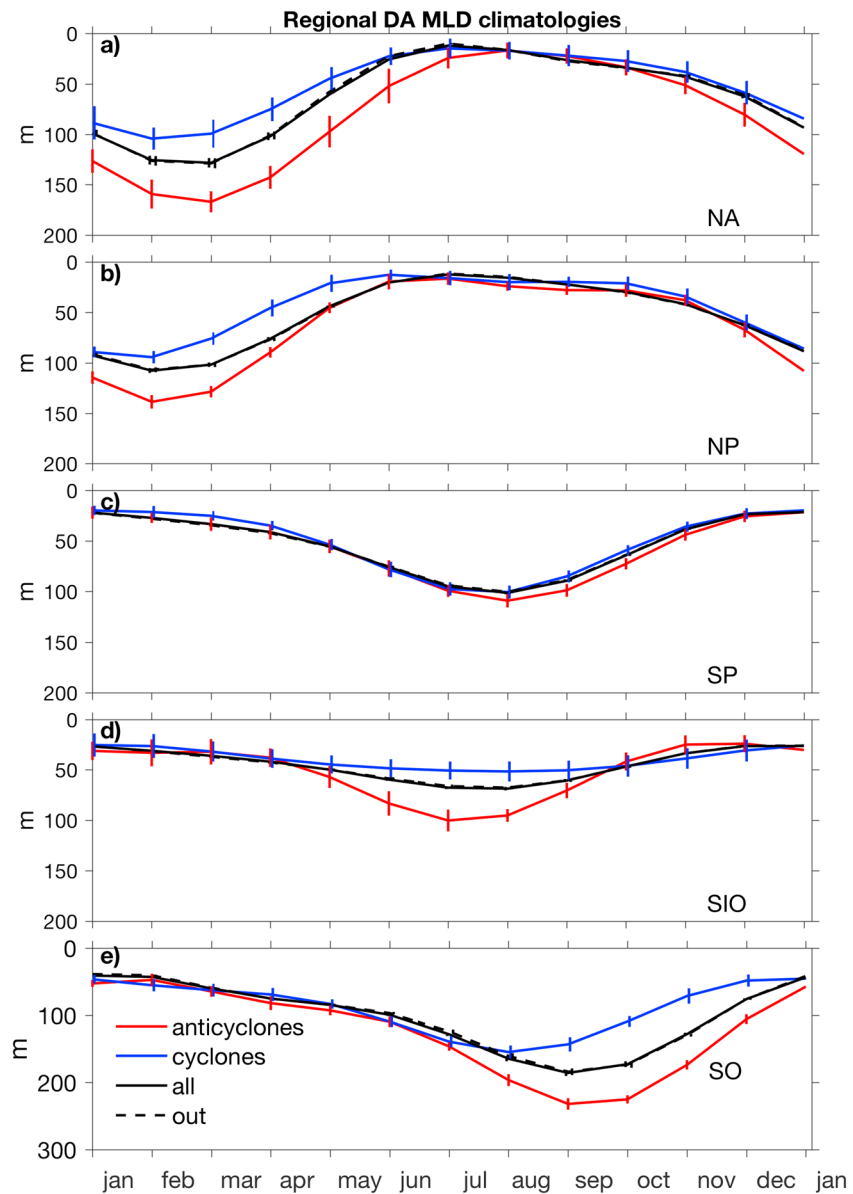 Regional DA MLD climatologies
a)
0
50
100
150
200
m
NA
b)
0
50
100
150
200
m
NP
c)
0
50
100
150
200
m
SP
d)
0
50
100
150
200
m
SIO
e)
0
100
200
300
m
SO
anticyclones
cyclones
all
out
jan feb mar apr may jun jul aug sep oct nov dec jan